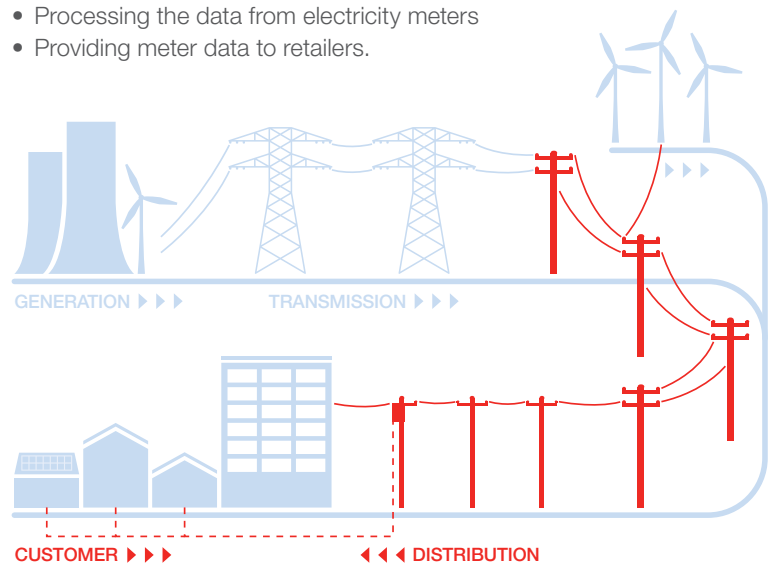 • Processing the data from electricity meters
• Providing meter data to retailers.
GENERATION
TRANSMISSION
CUSTOMER
DISTRIBUTION